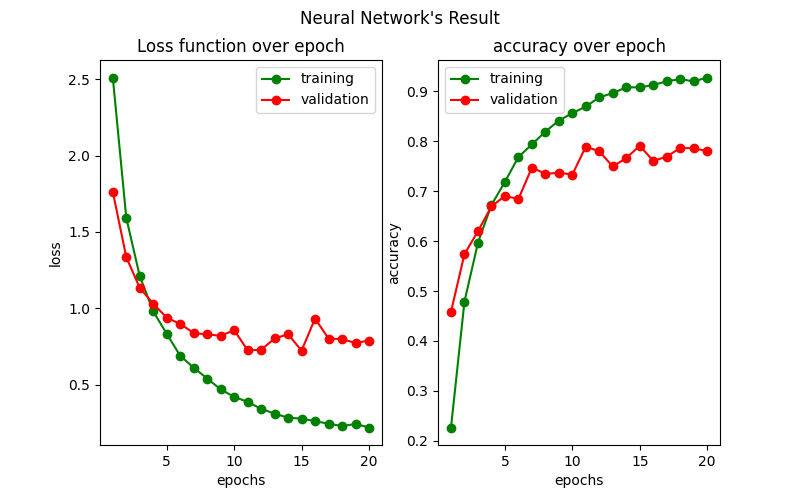 Neural Network's Result
Loss function over epoch
training
validation
2.5
2.0
1.5
1.0
0.5
loss
5
10
15
20
epochs
accuracy over epoch
training
validation
0.9
0.8
0.7
0.6
0.5
0.4
0.3
0.2
accuracy
5
10
15
20
epochs